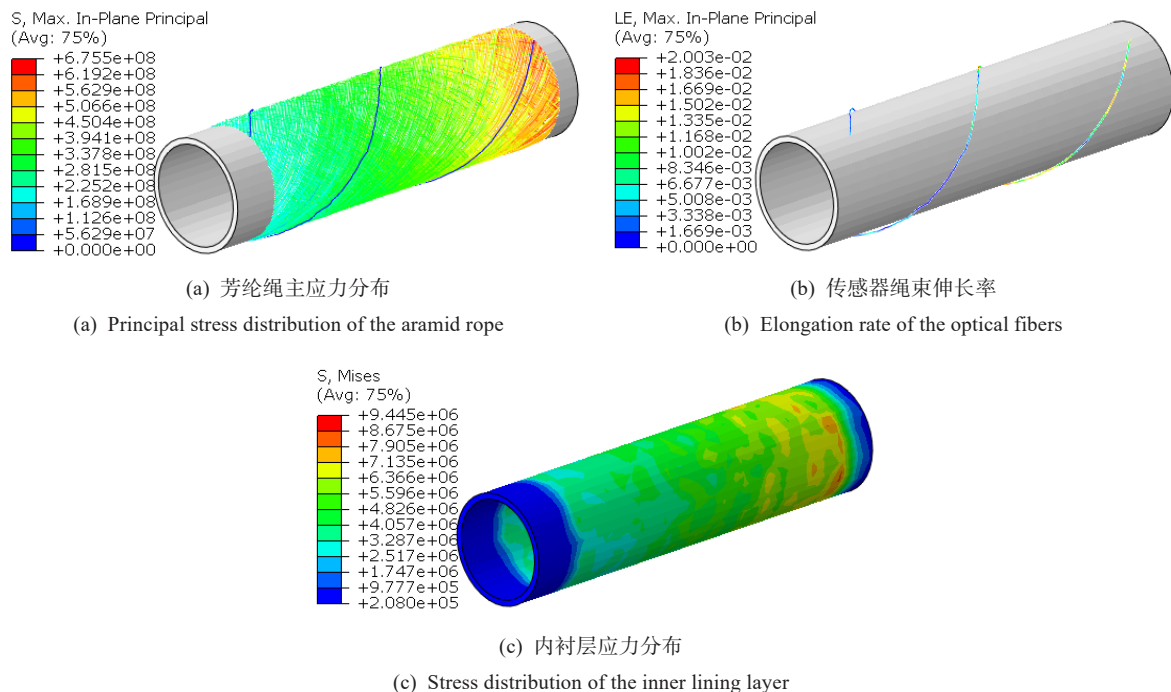 S, Max. In-Plane Principal
(Avg: 75%)
+6.755e+08
+6.192e+08
+5.629e+08
+5.066e+08
+4.503e+08
+3.941e+08
+3.378e+08
+2.815e+08
+2.252e+08
+1.689e+08
+1.126e+08
+5.629e+07
+0.000e+00
(a) 芳纶绳主应力分布
(a) Principal stress distribution of the aramid rope
LE, Max. In-Plane Principal
(Avg: 75%)
+2.003e-02
+1.836e-02
+1.669e-02
+1.502e-02
+1.335e-02
+1.168e-02
+1.002e-02
+8.346e-03
+6.677e-03
+5.008e-03
+3.338e-03
+1.669e-03
+0.000e+00
(b) 传感器绳束伸长率
(b) Elongation rate of the optical fibers
S, Mises
(Avg: 75%)
+9.445e+06
+8.675e+06
+7.905e+06
+7.135e+06
+6.366e+06
+5.596e+06
+4.826e+06
+4.057e+06
+3.287e+06
+2.517e+06
+1.747e+06
+9.777e+05
+2.080e+05
(c) 内衬层应力分布
(c) Stress distribution of the inner lining layer